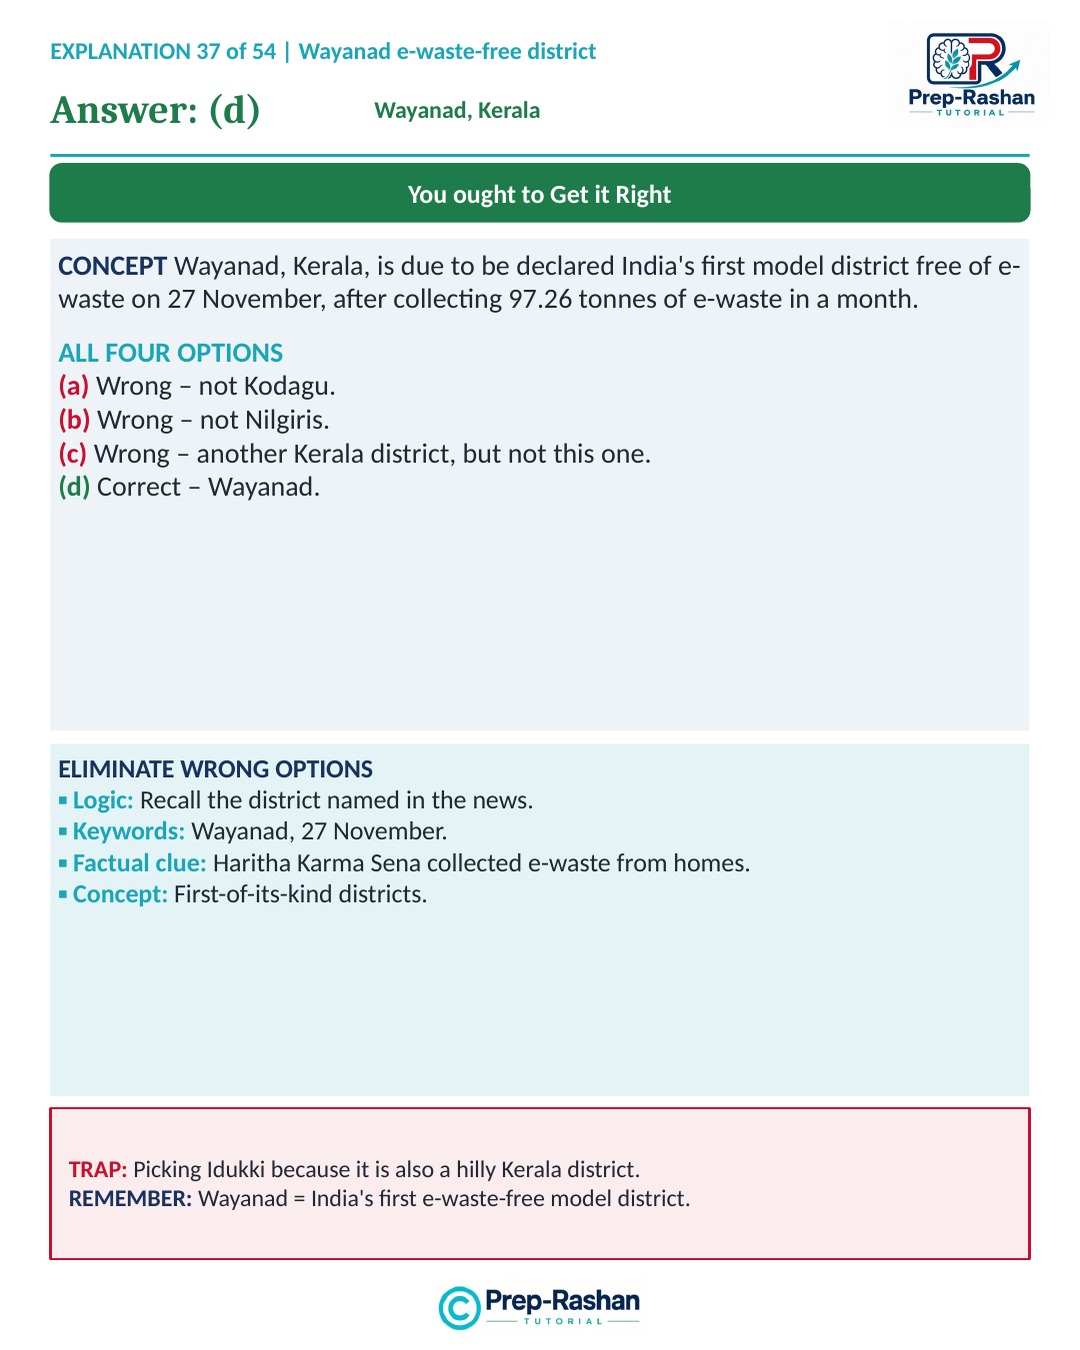 EXPLANATION 37 of 54 | Wayanad e-waste-free district
Prep-Rashan
TUTORIAL
Answer: (d)
Wayanad, Kerala
You ought to Get it Right
CONCEPT Wayanad, Kerala, is due to be declared India's first model district free of e-
waste on 27 November, after collecting 97.26 tonnes of e-waste in a month.
ALL FOUR OPTIONS
(a) Wrong – not Kodagu.
(b) Wrong – not Nilgiris.
(c) Wrong – another Kerala district, but not this one.
(d) Correct – Wayanad.
ELIMINATE WRONG OPTIONS
▪ Logic: Recall the district named in the news.
▪ Keywords: Wayanad, 27 November.
▪ Factual clue: Haritha Karma Sena collected e-waste from homes.
▪ Concept: First-of-its-kind districts.
TRAP: Picking Idukki because it is also a hilly Kerala district.
REMEMBER: Wayanad = India's first e-waste-free model district.
© Prep-Rashan
TUTORIAL